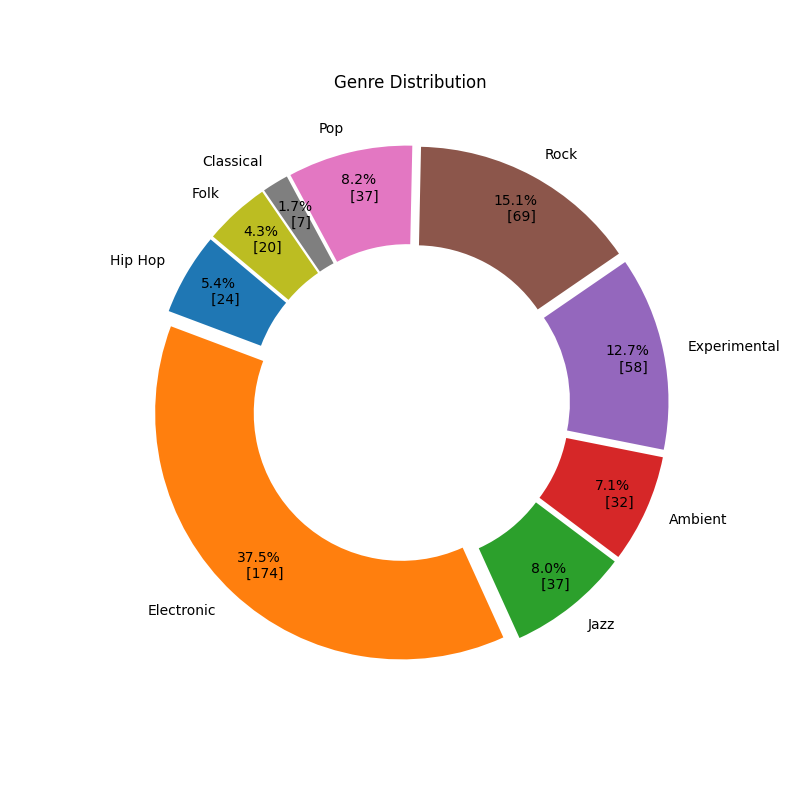 Genre Distribution
Pop
8.2%
[37]
Rock
15.1%
[69]
Classical
1.7%
[7]
Folk
4.3%
[20]
Hip Hop
5.4%
[24]
Experimental
12.7%
[58]
Ambient
7.1%
[32]
Jazz
8.0%
[37]
Electronic
37.5%
[174]